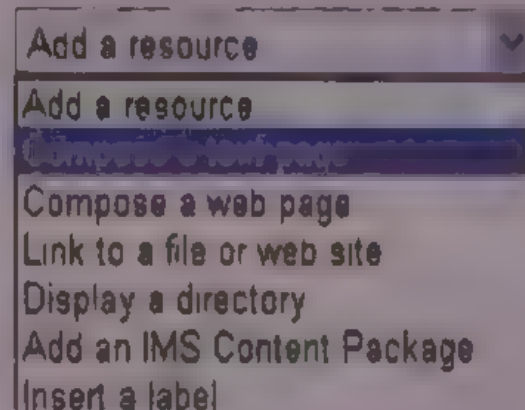 Add a resource
Add a resource
Compose a web page
Link to a file or web site
Display a directory
Add an IMS Content Package
Insert a label